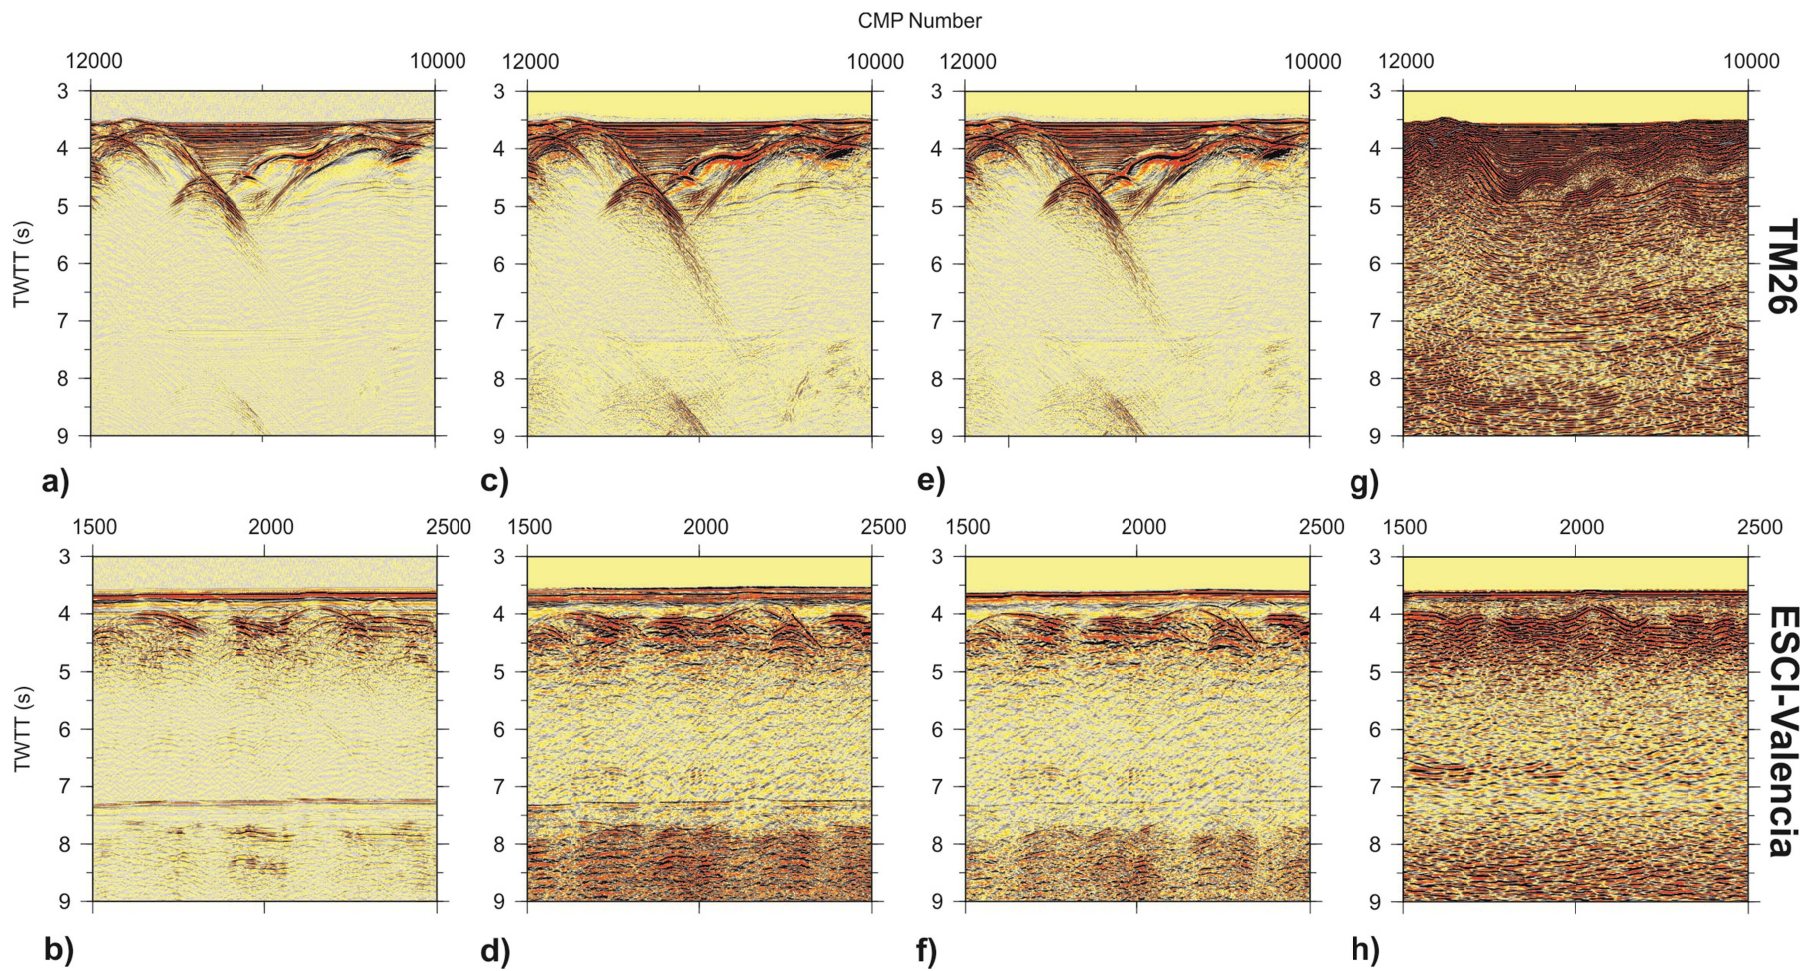 CMP Number
12000 10000 12000 10000 12000 10000 12000 10000
3 3 3 3
4 4 4 4
5 5 5 5
6 6 6 6
7 7 7 7
8 8 8 8
9 9 9 9
TWTT (s)
TM26
a) c) e) g)
1500 2000 2500 1500 2000 2500 1500 2000 2500 1500 2000 2500
3 3 3 3
4 4 4 4
5 5 5 5
6 6 6 6
7 7 7 7
8 8 8 8
9 9 9 9
TWTT (s)
ESCI-Valencia
b) d) f) h)